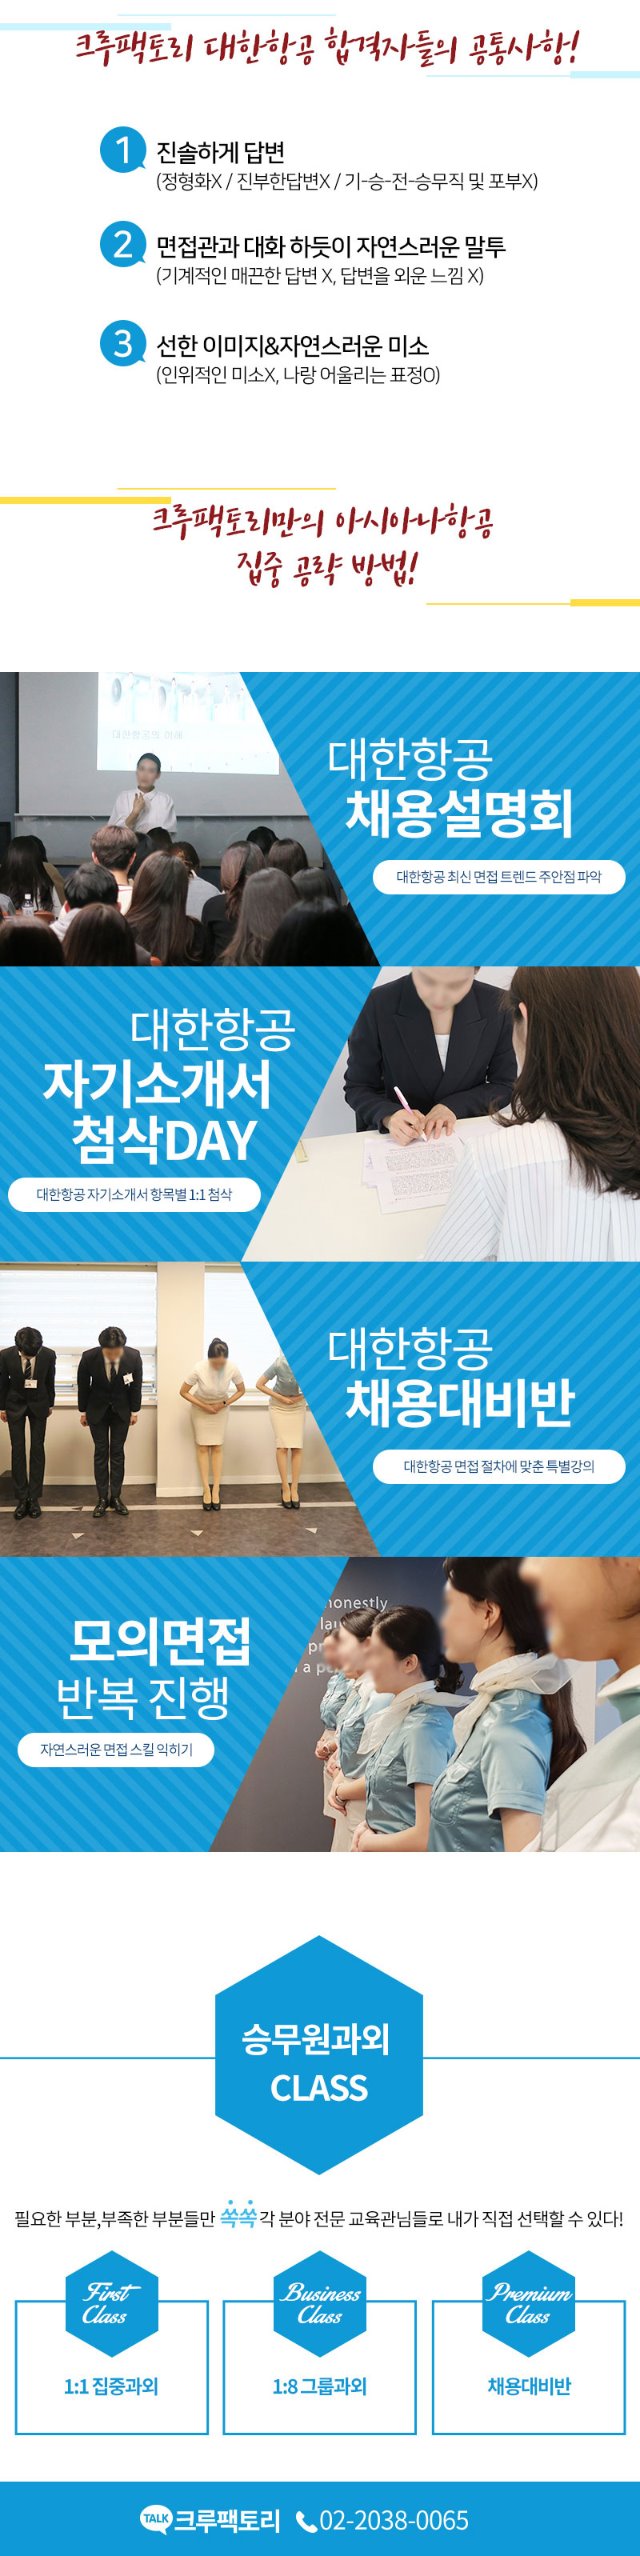 크루팩토리 대한항공 합격자들의 공통사항!
1 진솔하게 답변
(정형화X / 진부한답변X / 기-승-전-승무직 및 포부X)
2 면접관과 대화 하듯이 자연스러운 말투
(기계적인 매끈한 답변 X, 답변을 외운 느낌 X)
3 선한 이미지&자연스러운 미소
(인위적인 미소X, 나랑 어울리는 표정O)
크루팩토리만의 아시아나항공
집중 공략 방법!
대한항공의 미래
대한항공
채용설명회
대한항공 최신 면접 트렌드 주안점 파악
대한항공
자기소개서
첨삭DAY
대한항공 자기소개서 항목별 1:1 첨삭
대한항공
채용대비반
대한항공 면접 절차에 맞춘 특별강의
모의면접
반복 진행
자연스러운 면접 스킬 익히기
honestly
a
승무원과외
CLASS
필요한 부분,부족한 부분들만 쏙쏙 각 분야 전문 교육관님들로 내가 직접 선택할 수 있다!
First
Class
1:1 집중과외
Business
Class
1:8 그룹과외
Premium
Class
채용대비반
TALK 크루팩토리 02-2038-0065